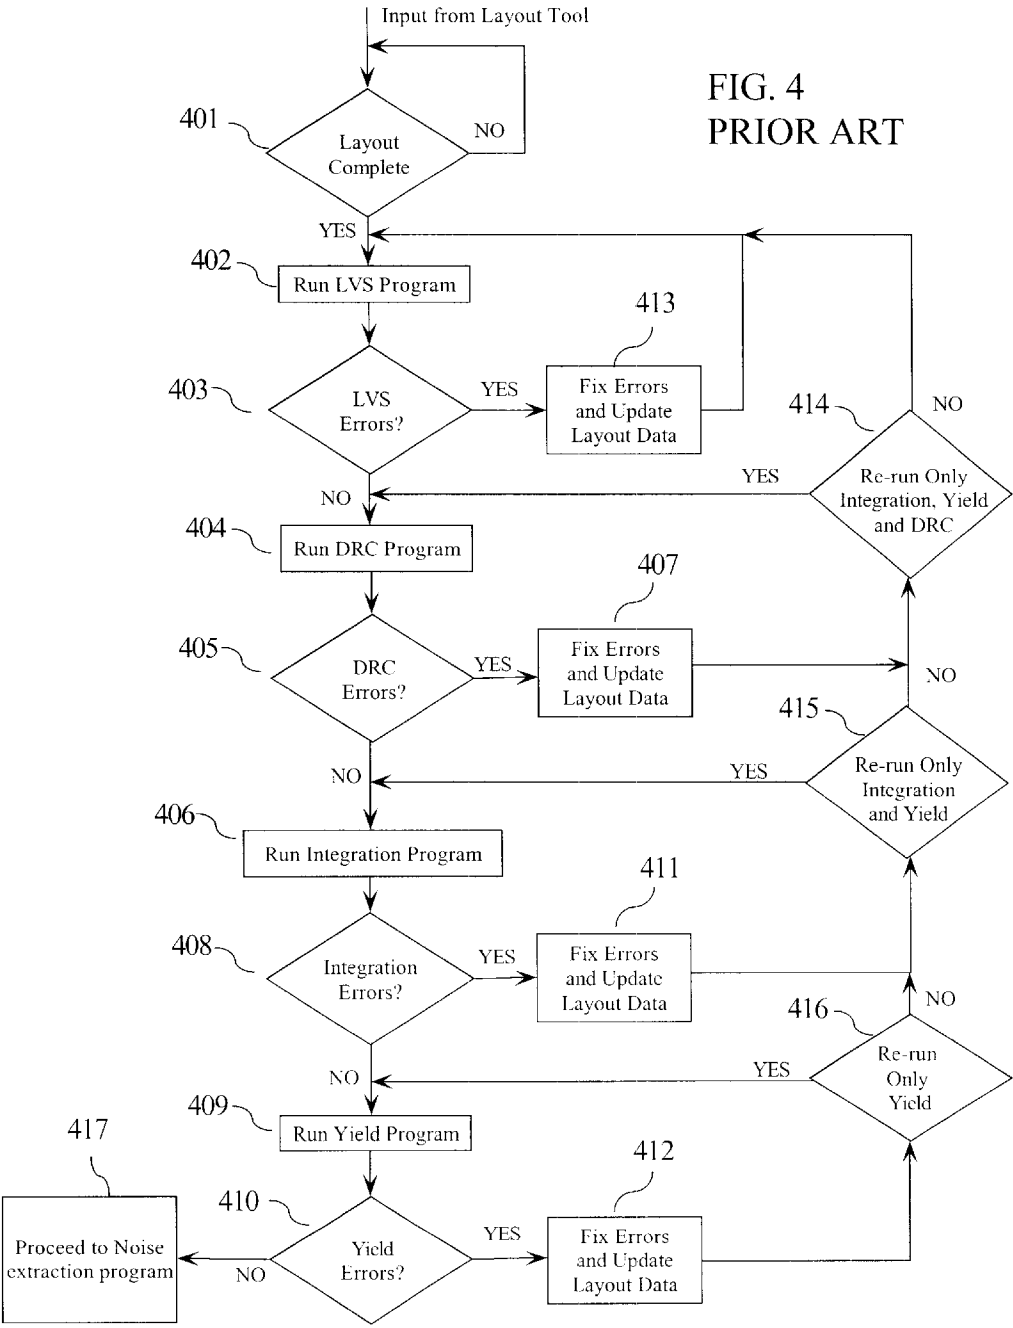 Input from Layout Tool
FIG. 4
PRIOR ART
401
Layout
Complete
NO
YES
402
Run LVS Program
413
403
LVS
Errors?
YES
Fix Errors
and Update
Layout Data
414
NO
Re-run Only
Integration, Yield
and DRC
YES
NO
404
Run DRC Program
407
405
DRC
Errors?
YES
Fix Errors
and Update
Layout Data
NO
415
Re-run Only
Integration
and Yield
YES
NO
406
Run Integration Program
411
408
Integration
Errors?
YES
Fix Errors
and Update
Layout Data
NO
416
Re-run
Only
Yield
YES
NO
409
Run Yield Program
417
412
410
Yield
Errors?
YES
Fix Errors
and Update
Layout Data
NO
Proceed to Noise
extraction program